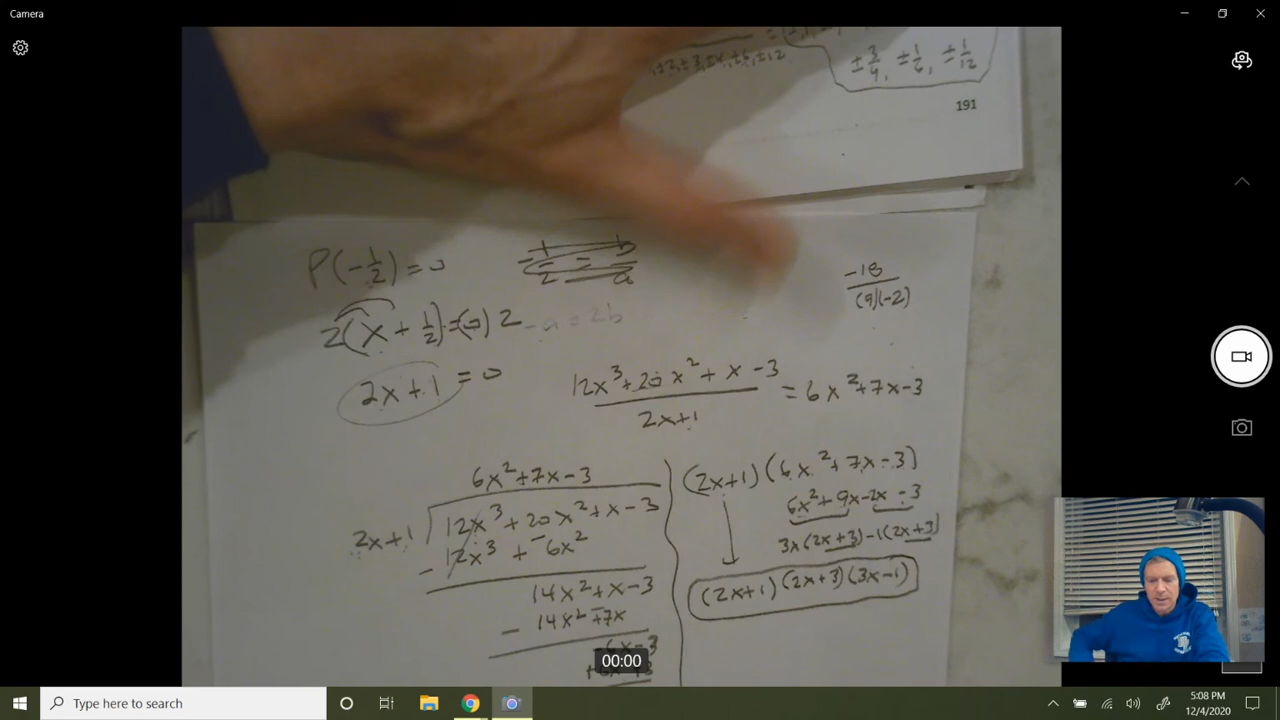 Camera
±3/4, ±1/6, ±1/12
191
P(-1/2)=0
-18/(9)(-2)
2(x + 1/2)=(0)2
-a = 2b
2x+1 = 0
(12x³+20x²+x-3)/(2x+1) = 6x²+7x-3
6x²+7x-3
2x+1 12x³+20x²+x-3
- 12x³ + 6x²
14x²+x-3
- 14x²+7x
-6x-3
(2x+1)(6x²+7x-3)
6x²+9x-2x-3
3x(2x+3)-1(2x+3)
(2x+1)(2x+3)(3x-1)
00:00
Type here to search
5:08 PM
12/4/2020